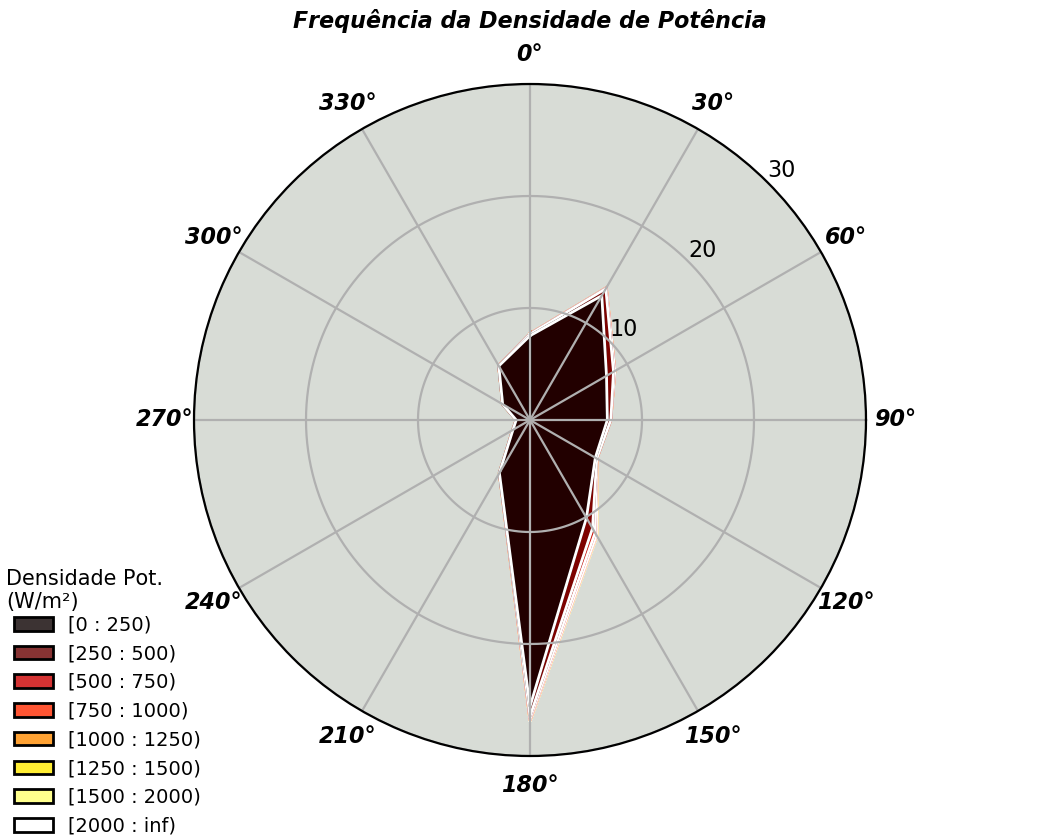 Frequência da Densidade de Potência
0°
330°
30°
30
300°
60°
20
10
270°
90°
240°
120°
210°
150°
180°
Densidade Pot.
(W/m²)
[0 : 250)
[250 : 500)
[500 : 750)
[750 : 1000)
[1000 : 1250)
[1250 : 1500)
[1500 : 2000)
[2000 : inf)